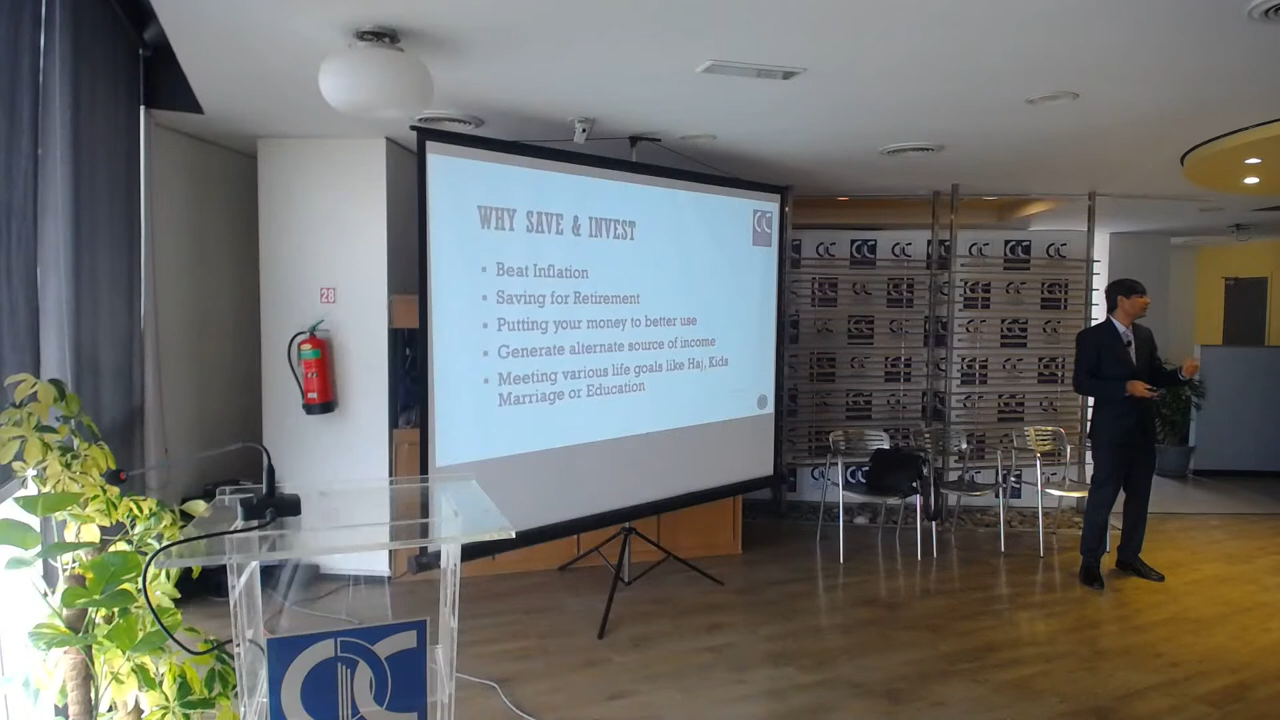 WHY SAVE & INVEST
▪ Beat Inflation
▪ Saving for Retirement
▪ Putting your money to better use
▪ Generate alternate source of income
▪ Meeting various life goals like Haj, Kids
Marriage or Education
28